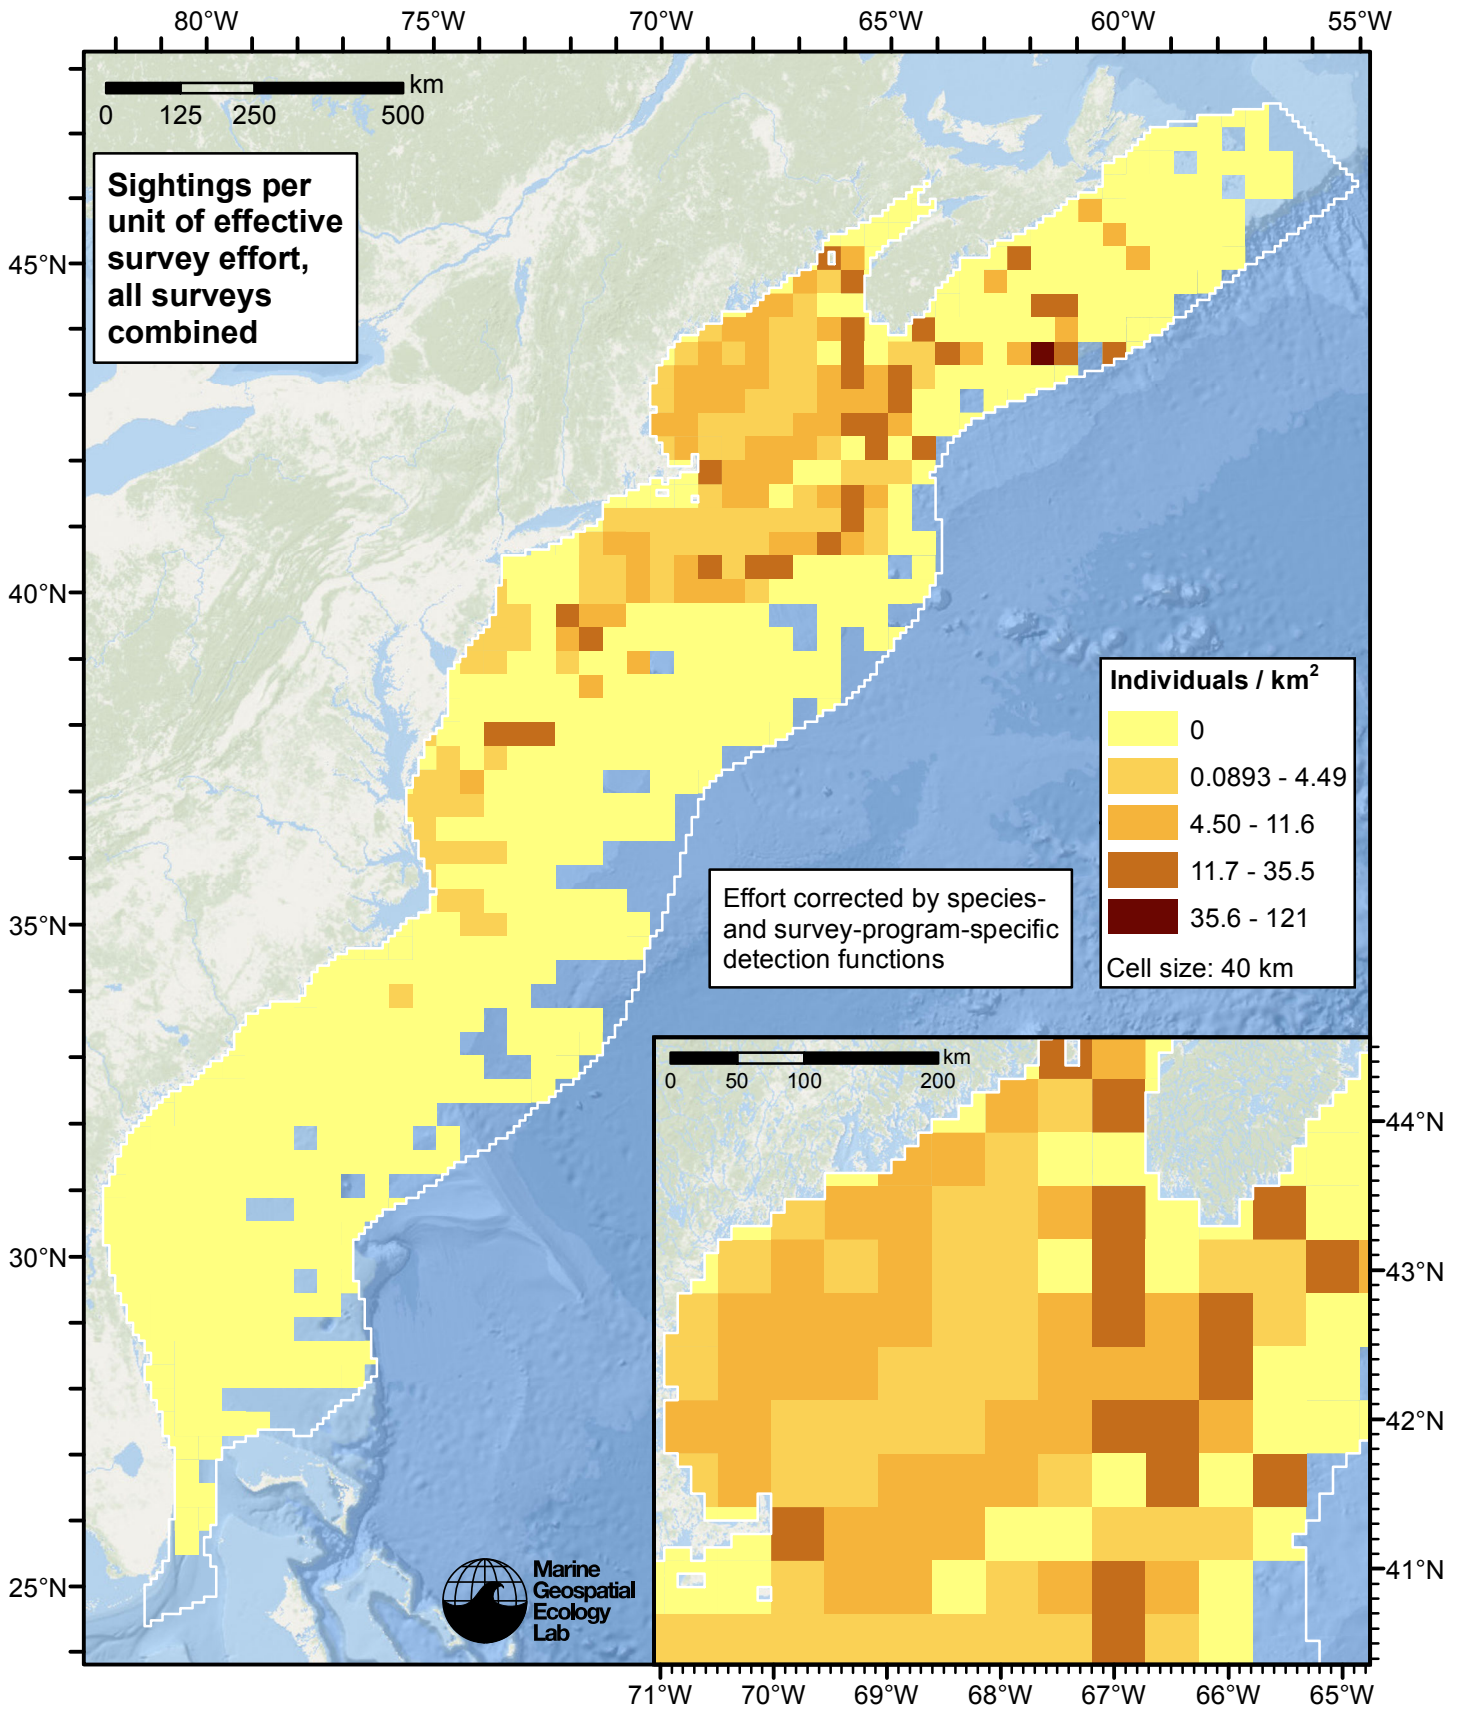 80°W 75°W 70°W 65°W 60°W 55°W
km
0 125 250 500
Sightings per
unit of effective
survey effort,
all surveys
combined
45°N
40°N
35°N
30°N
25°N
Individuals / km²
0
0.0893 - 4.49
4.50 - 11.6
11.7 - 35.5
35.6 - 121
Cell size: 40 km
Effort corrected by species-
and survey-program-specific
detection functions
km
0 50 100 200
44°N
43°N
42°N
41°N
Marine
Geospatial
Ecology
Lab
71°W 70°W 69°W 68°W 67°W 66°W 65°W